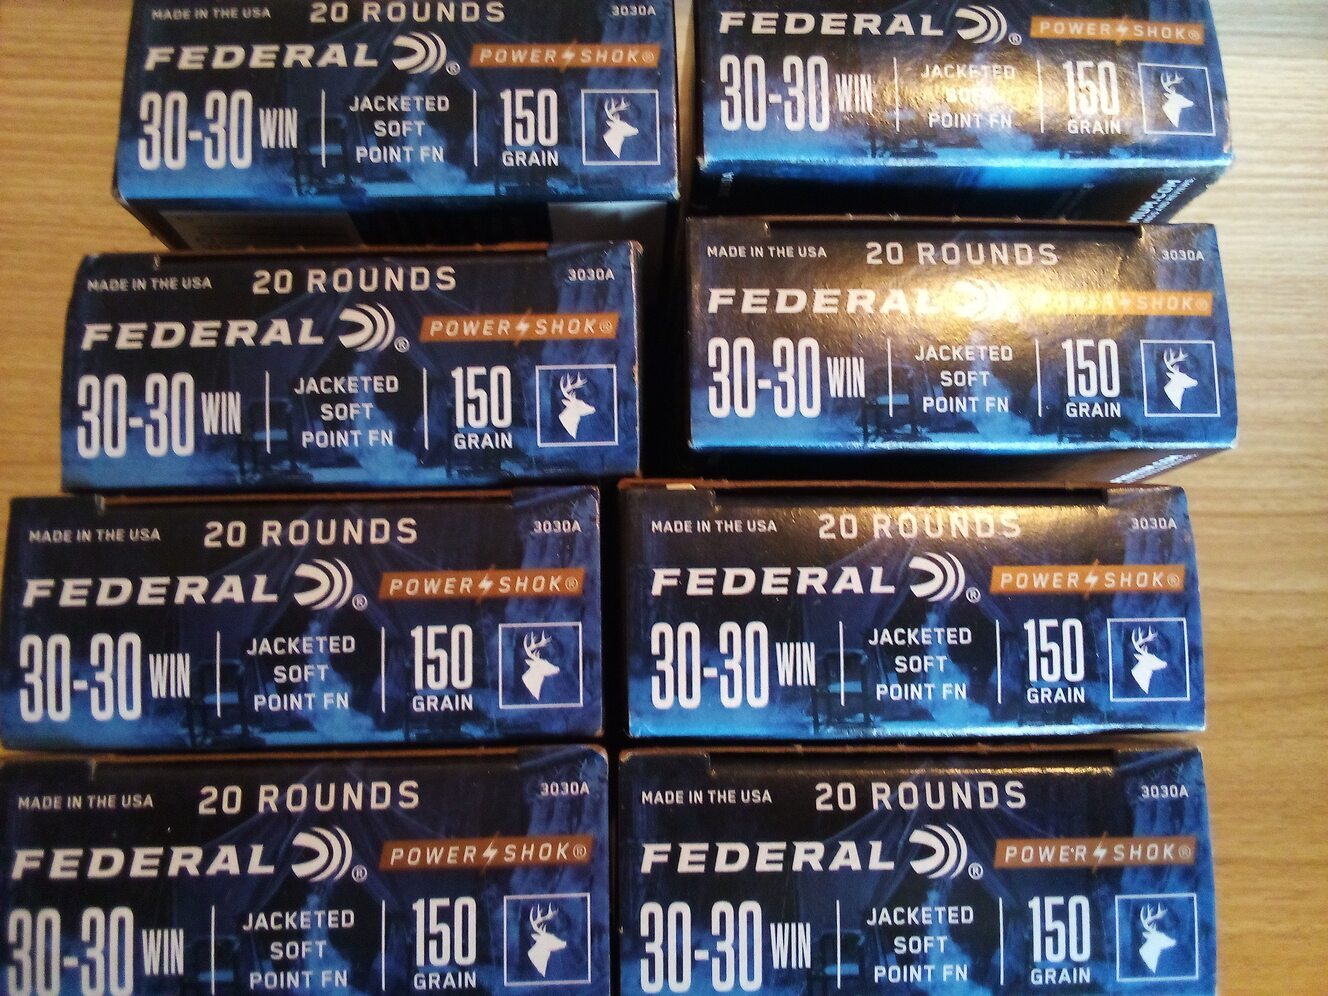 MADE IN THE USA 20 ROUNDS 3030A
FEDERAL® POWER SHOK®
30-30 WIN
JACKETED
SOFT
POINT FN
150
GRAIN
FEDERAL® POWER SHOK®
30-30 WIN
JACKETED
SOFT
POINT FN
150
GRAIN
MADE IN THE USA 20 ROUNDS 3030A
FEDERAL® POWER SHOK®
30-30 WIN
JACKETED
SOFT
POINT FN
150
GRAIN
MADE IN THE USA 20 ROUNDS 3030A
FEDERAL POWER SHOK®
30-30 WIN
JACKETED
SOFT
POINT FN
150
GRAIN
MADE IN THE USA 20 ROUNDS 3030A
FEDERAL® POWER SHOK®
30-30 WIN
JACKETED
SOFT
POINT FN
150
GRAIN
MADE IN THE USA 20 ROUNDS 3030A
FEDERAL® POWER SHOK®
30-30 WIN
JACKETED
SOFT
POINT FN
150
GRAIN
MADE IN THE USA 20 ROUNDS 3030A
FEDERAL® POWER SHOK®
30-30 WIN
JACKETED
SOFT
POINT FN
150
GRAIN
MADE IN THE USA 20 ROUNDS 3030A
FEDERAL® POWER SHOK®
30-30 WIN
JACKETED
SOFT
POINT FN
150
GRAIN